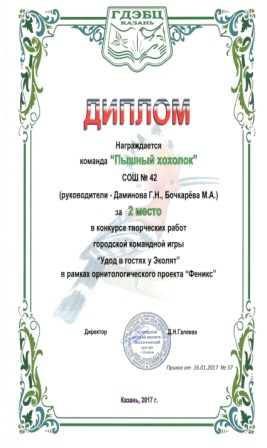 ГДЭБЦ
КАЗАНЬ
ДИПЛОМ
Награждается
команда “Пышный хохолок”
СОШ № 42
(руководители - Даминова Г.Н., Бочкарёва М.А.)
за 2 место
в конкурсе творческих работ
городской командной игры
“Удод в гостях у Эколят”
в рамках орнитологического проекта “Феникс”
Директор Д.Н.Галеева
Приказ от 16.01.2017 № 37
Казань, 2017 г.